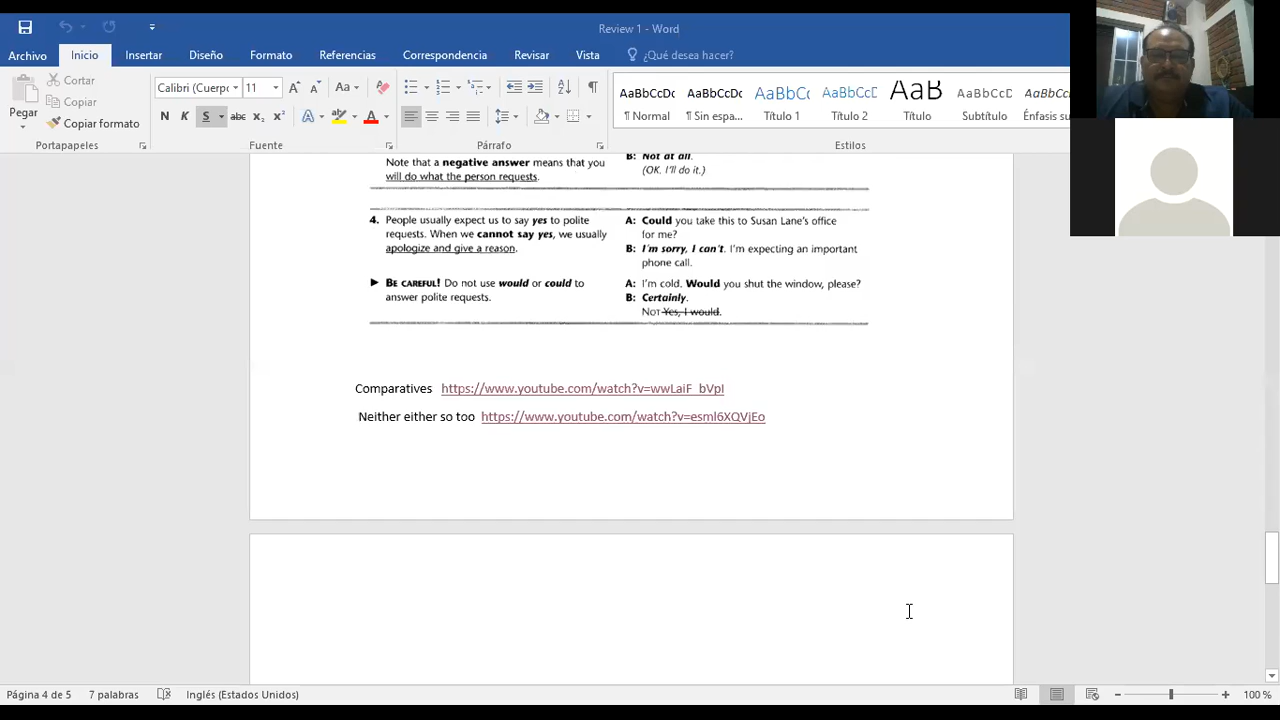 Review 1 - Word
Archivo Inicio Insertar Diseño Formato Referencias Correspondencia Revisar Vista ¿Qué desea hacer?
Pegar
Cortar
Copiar
Copiar formato
Portapapeles
Calibri (Cuerpo 11
Aa
N K S abc x₂ x² A A
Fuente
Párrafo
AaBbCcDc AaBbCcDc AaBbCc AaBbCcD AaB AaBbCcD AaBbCcD
¶ Normal ¶ Sin espa... Título 1 Título 2 Título Subtítulo Énfasis su
Estilos
Note that a negative answer means that you
will do what the person requests.
B: Not at all.
(OK. I'll do it.)
4. People usually expect us to say yes to polite
requests. When we cannot say yes, we usually
apologize and give a reason.
A: Could you take this to Susan Lane's office
for me?
B: I'm sorry, I can't. I'm expecting an important
phone call.
► BE CAREFUL! Do not use would or could to
answer polite requests.
A: I'm cold. Would you shut the window, please?
B: Certainly.
NOT Yes, I would.
Comparatives https://www.youtube.com/watch?v=wwLaiF_bVpI
Neither either so too https://www.youtube.com/watch?v=esml6XQVjEo
Página 4 de 5 7 palabras Inglés (Estados Unidos) 100 %